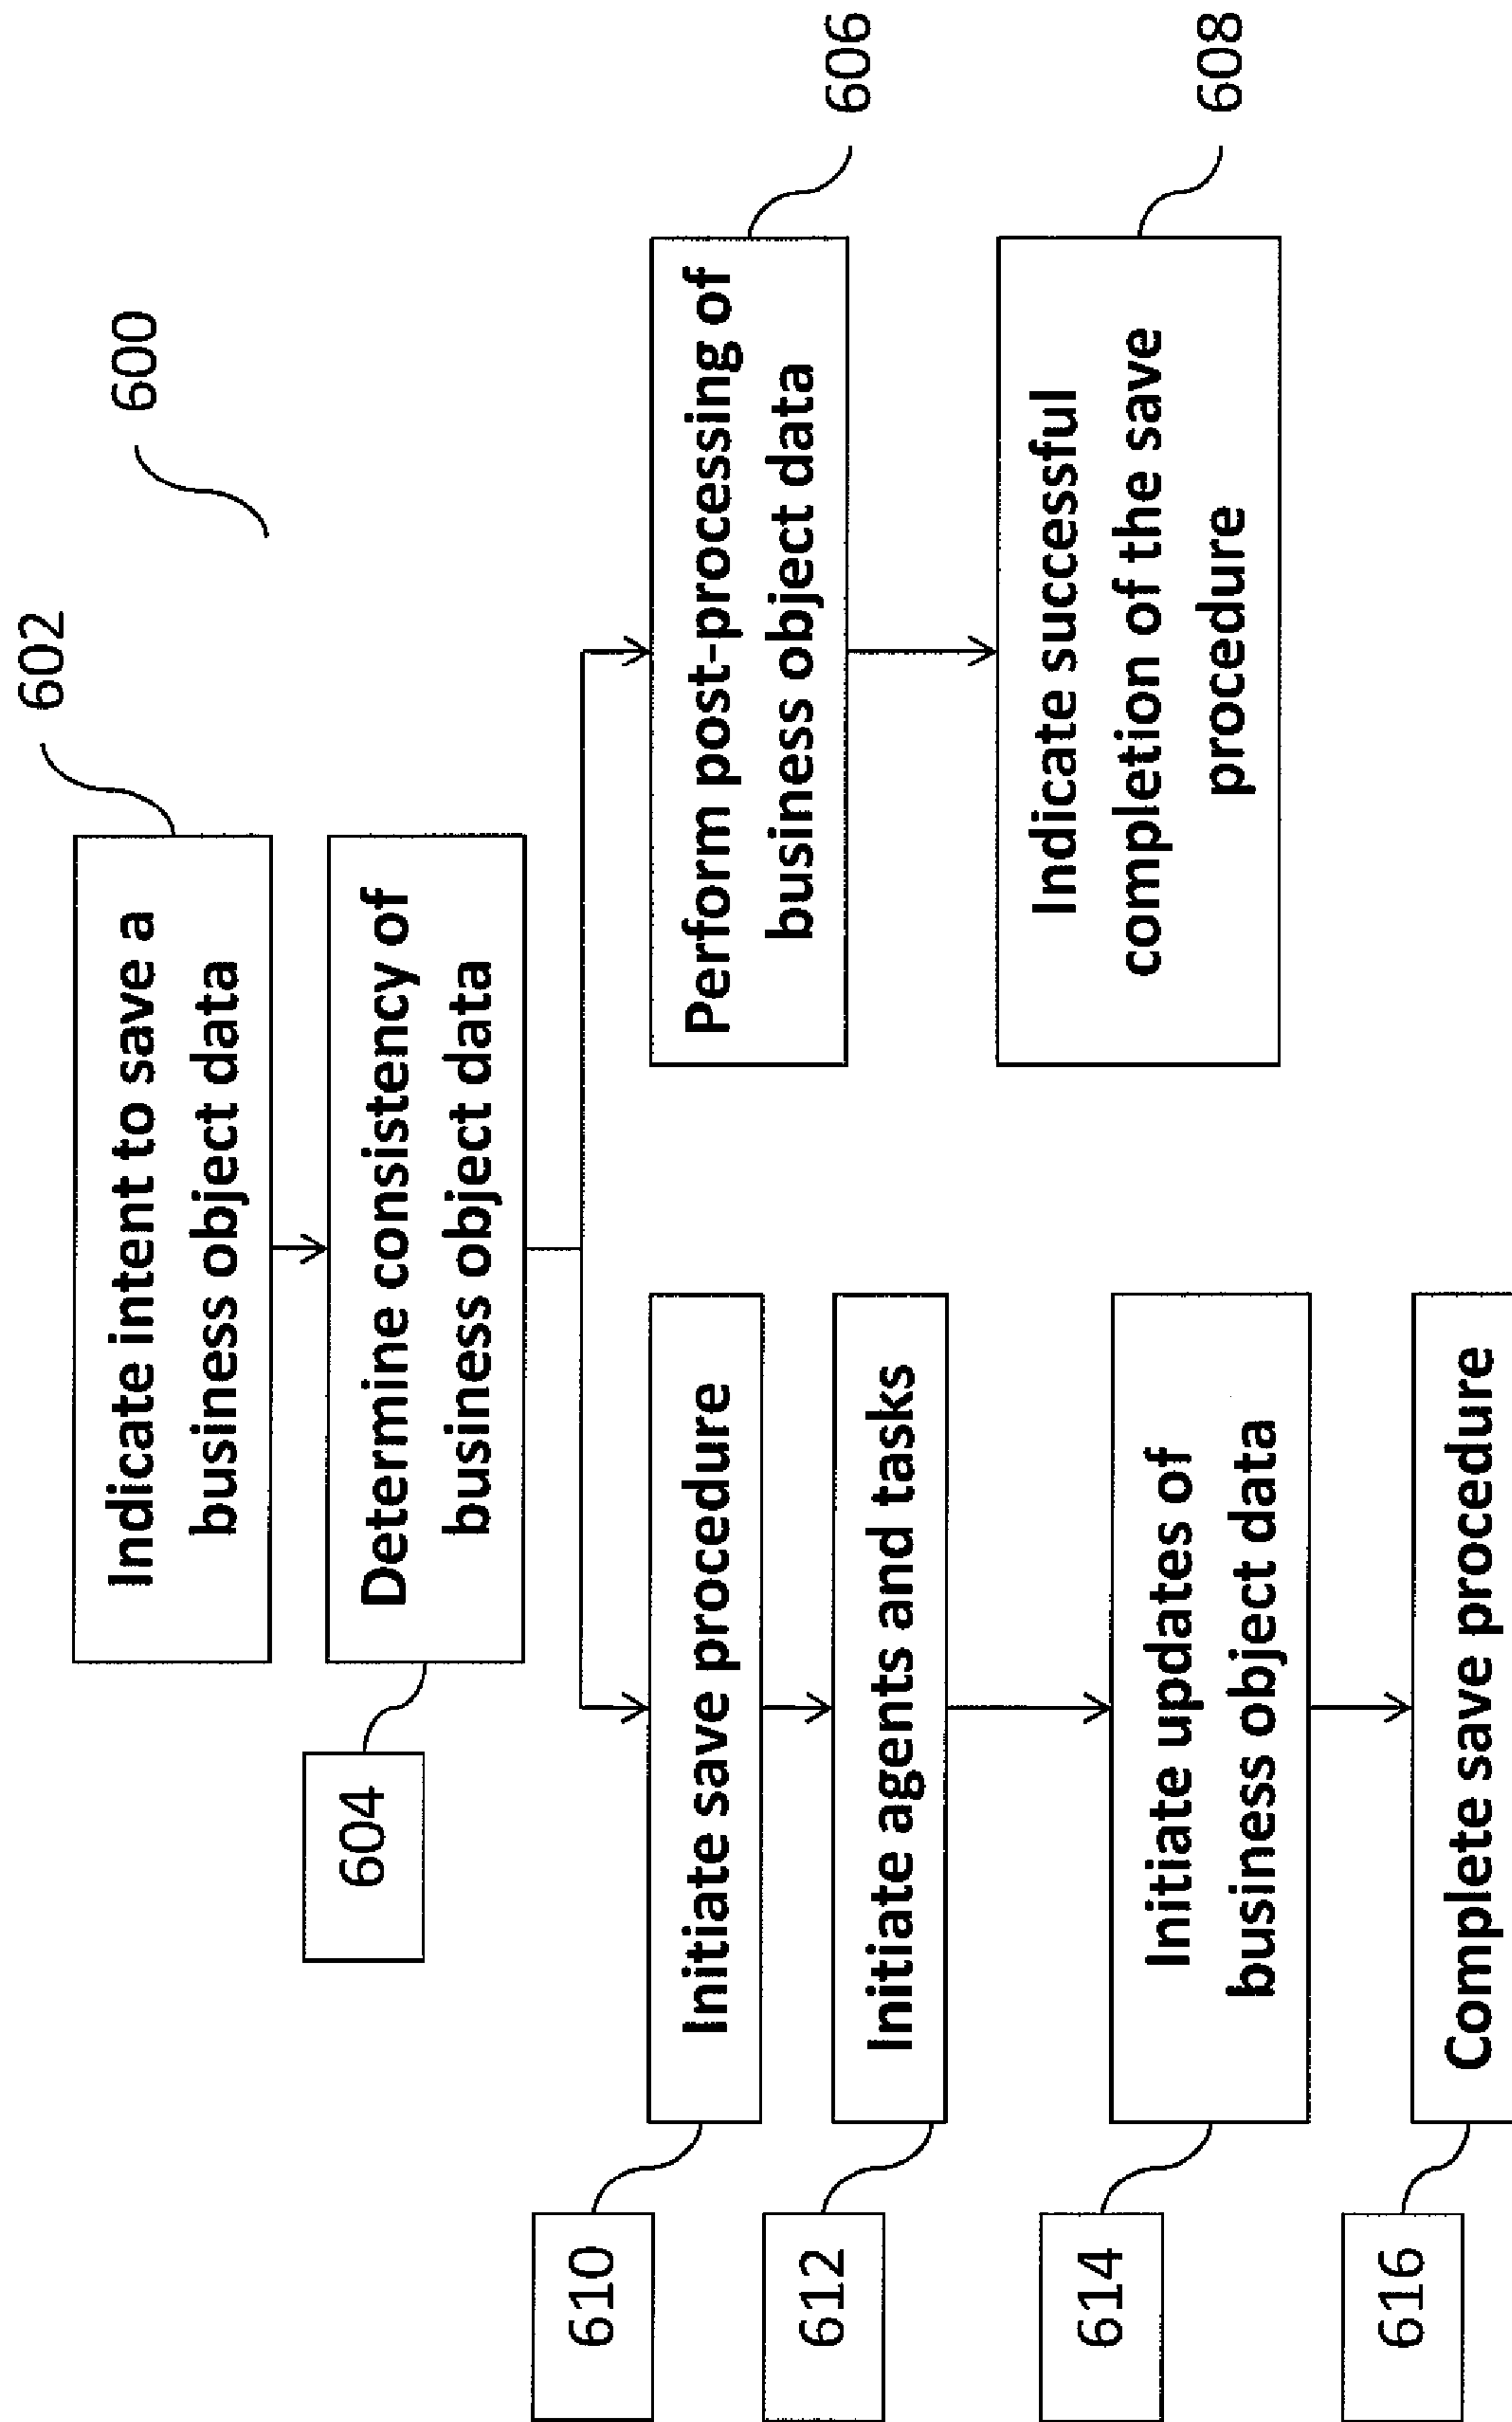 600
602
Indicate intent to save a
business object data
604
Determine consistency of
business object data
Perform post-processing of
business object data
606
Indicate successful
completion of the save
procedure
608
610
Initiate save procedure
612
Initiate agents and tasks
614
Initiate updates of
business object data
616
Complete save procedure